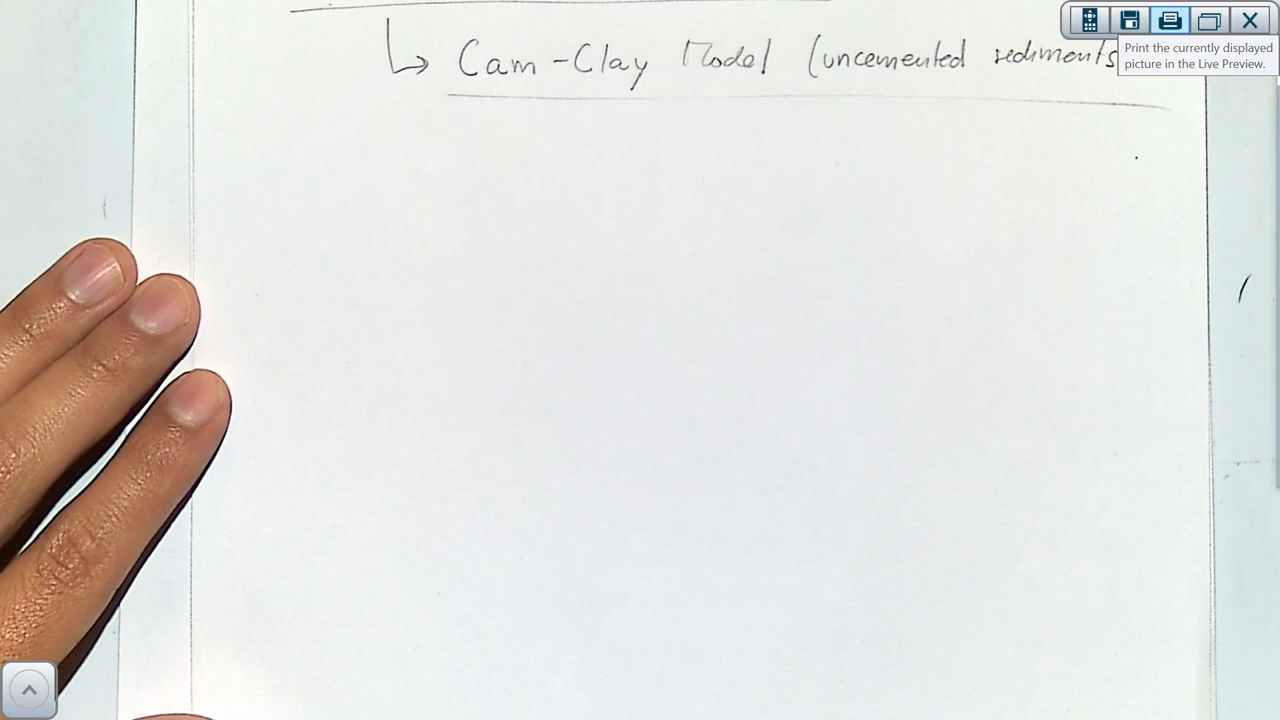 ↳ Cam-Clay Model (uncemented sediments
Print the currently displayed
picture in the Live Preview.